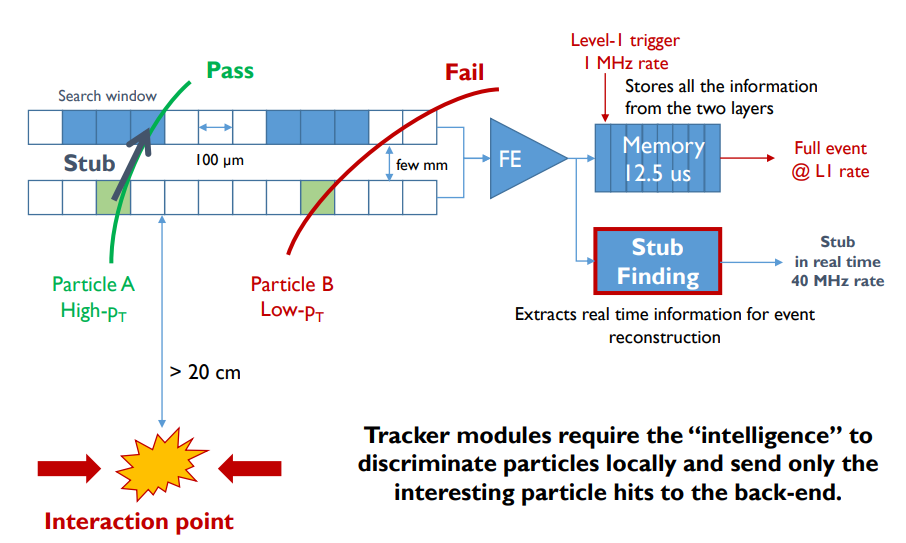 Pass
Fail
Search window
Stub
100 µm
few mm
Particle A
High-pT
Particle B
Low-pT
> 20 cm
Interaction point
Level-1 trigger
1 MHz rate
Stores all the information
from the two layers
FE
Memory
12.5 us
Full event
@ L1 rate
Stub
Finding
Stub
in real time
40 MHz rate
Extracts real time information for event
reconstruction
Tracker modules require the “intelligence” to
discriminate particles locally and send only the
interesting particle hits to the back-end.